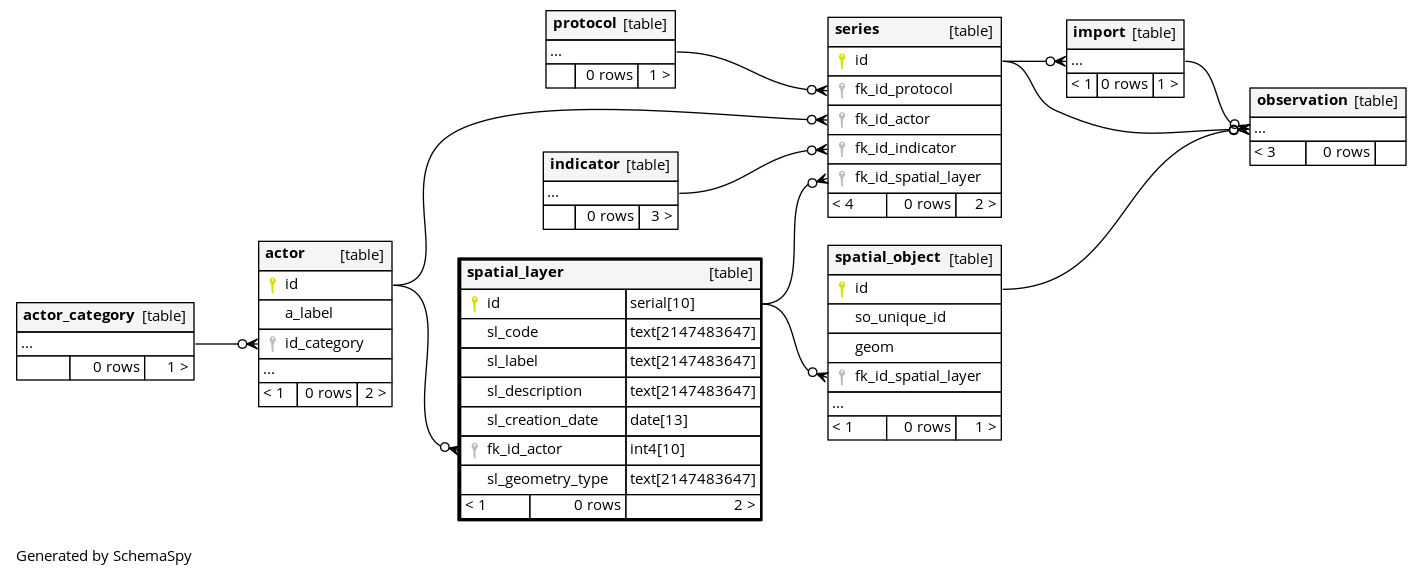 protocol [table]
...
0 rows 1 >
series [table]
id
fk_id_protocol
fk_id_actor
fk_id_indicator
fk_id_spatial_layer
< 4 0 rows 2 >
import [table]
...
< 1 0 rows 1 >
observation [table]
...
< 3 0 rows
indicator [table]
...
0 rows 3 >
actor [table]
id
a_label
id_category
...
< 1 0 rows 2 >
actor_category [table]
...
0 rows 1 >
spatial_layer [table]
id serial[10]
sl_code text[2147483647]
sl_label text[2147483647]
sl_description text[2147483647]
sl_creation_date date[13]
fk_id_actor int4[10]
sl_geometry_type text[2147483647]
< 1 0 rows 2 >
spatial_object [table]
id
so_unique_id
geom
fk_id_spatial_layer
...
< 1 0 rows 1 >
Generated by SchemaSpy